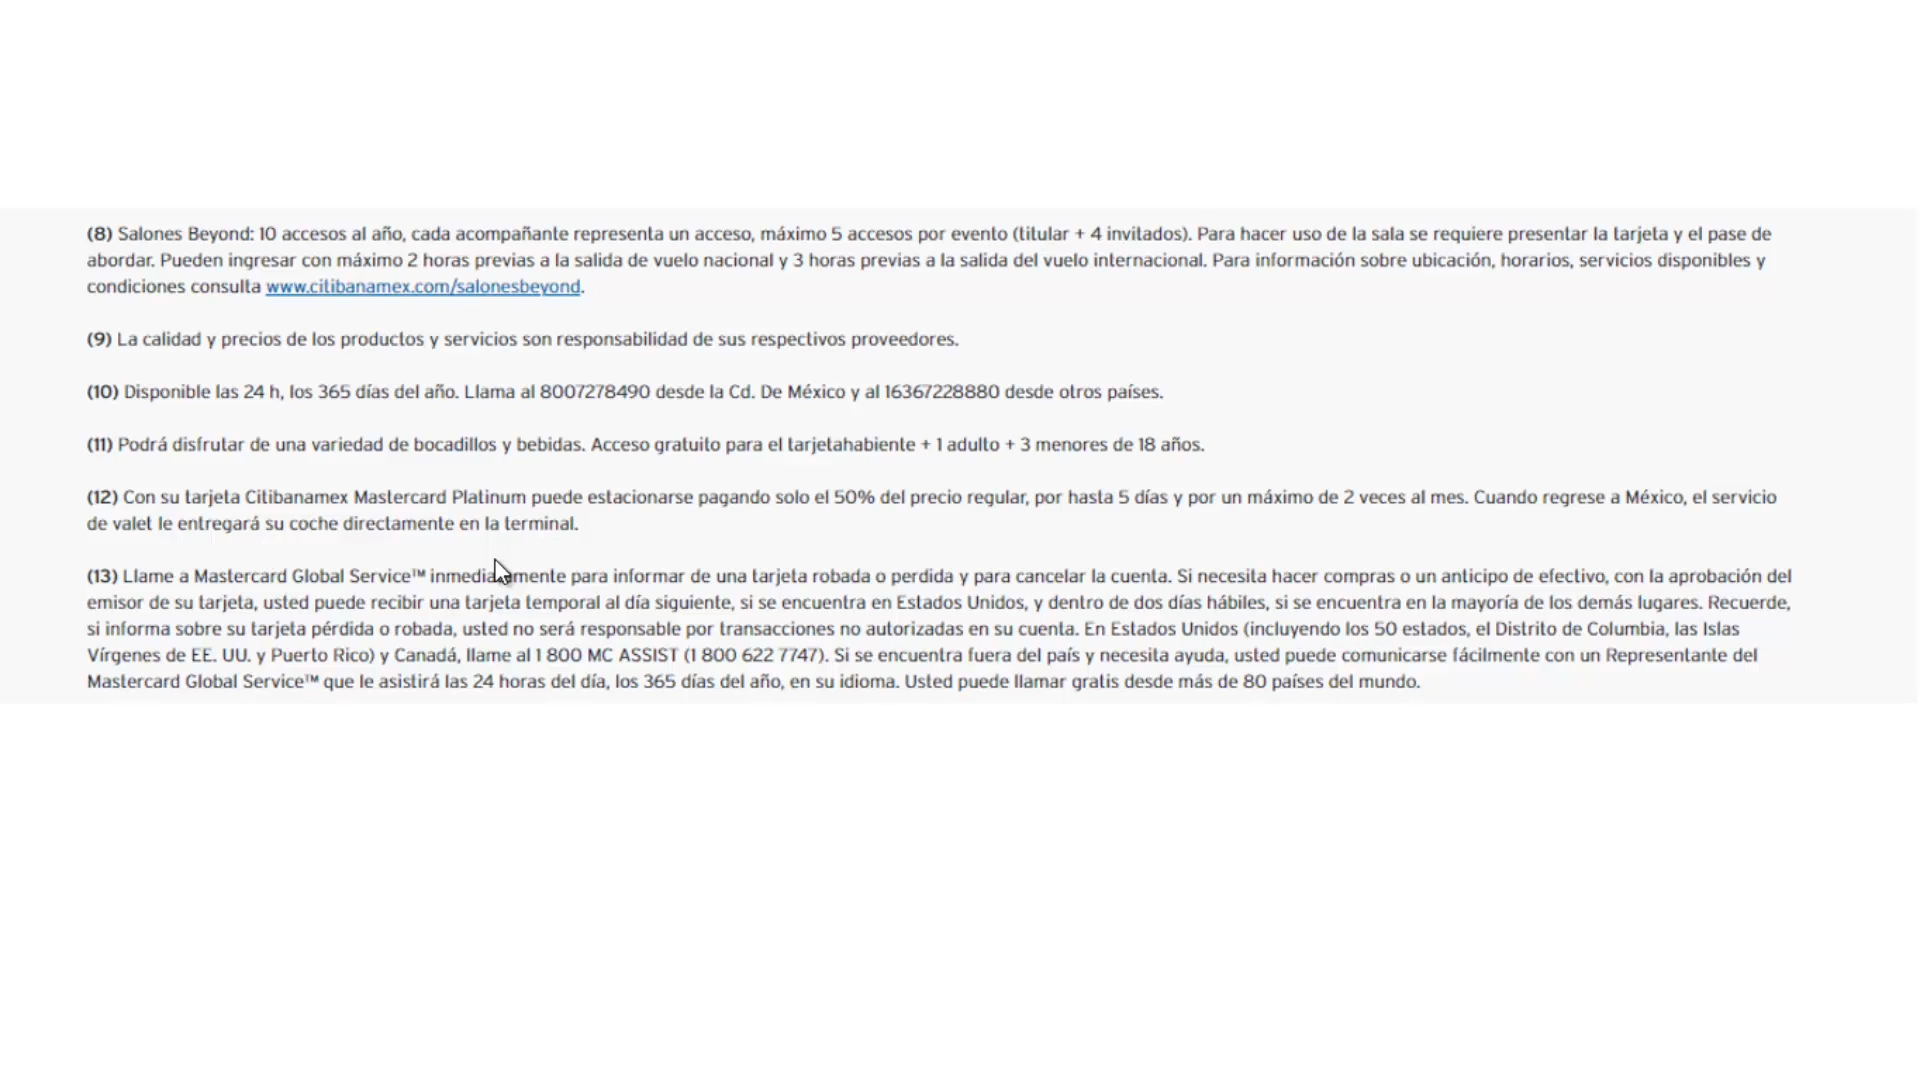 (8) Salones Beyond: 10 accesos al año, cada acompañante representa un acceso, máximo 5 accesos por evento (titular + 4 invitados). Para hacer uso de la sala se requiere presentar la tarjeta y el pase de
abordar. Pueden ingresar con máximo 2 horas previas a la salida de vuelo nacional y 3 horas previas a la salida del vuelo internacional. Para información sobre ubicación, horarios, servicios disponibles y
condiciones consulta www.citibanamex.com/salonesbeyond.
(9) La calidad y precios de los productos y servicios son responsabilidad de sus respectivos proveedores.
(10) Disponible las 24 h, los 365 días del año. Llama al 8007278490 desde la Cd. De México y al 16367228880 desde otros países.
(11) Podrá disfrutar de una variedad de bocadillos y bebidas. Acceso gratuito para el tarjetahabiente + 1 adulto + 3 menores de 18 años.
(12) Con su tarjeta Citibanamex Mastercard Platinum puede estacionarse pagando solo el 50% del precio regular, por hasta 5 días y por un máximo de 2 veces al mes. Cuando regrese a México, el servicio
de valet le entregará su coche directamente en la terminal.
(13) Llame a Mastercard Global Service™ inmediatamente para informar de una tarjeta robada o perdida y para cancelar la cuenta. Si necesita hacer compras o un anticipo de efectivo, con la aprobación del
emisor de su tarjeta, usted puede recibir una tarjeta temporal al día siguiente, si se encuentra en Estados Unidos, y dentro de dos días hábiles, si se encuentra en la mayoría de los demás lugares. Recuerde,
si informa sobre su tarjeta pérdida o robada, usted no será responsable por transacciones no autorizadas en su cuenta. En Estados Unidos (incluyendo los 50 estados, el Distrito de Columbia, las Islas
Vírgenes de EE. UU. y Puerto Rico) y Canadá, llame al 1 800 MC ASSIST (1 800 622 7747). Si se encuentra fuera del país y necesita ayuda, usted puede comunicarse fácilmente con un Representante del
Mastercard Global Service™ que le asistirá las 24 horas del día, los 365 días del año, en su idioma. Usted puede llamar gratis desde más de 80 países del mundo.